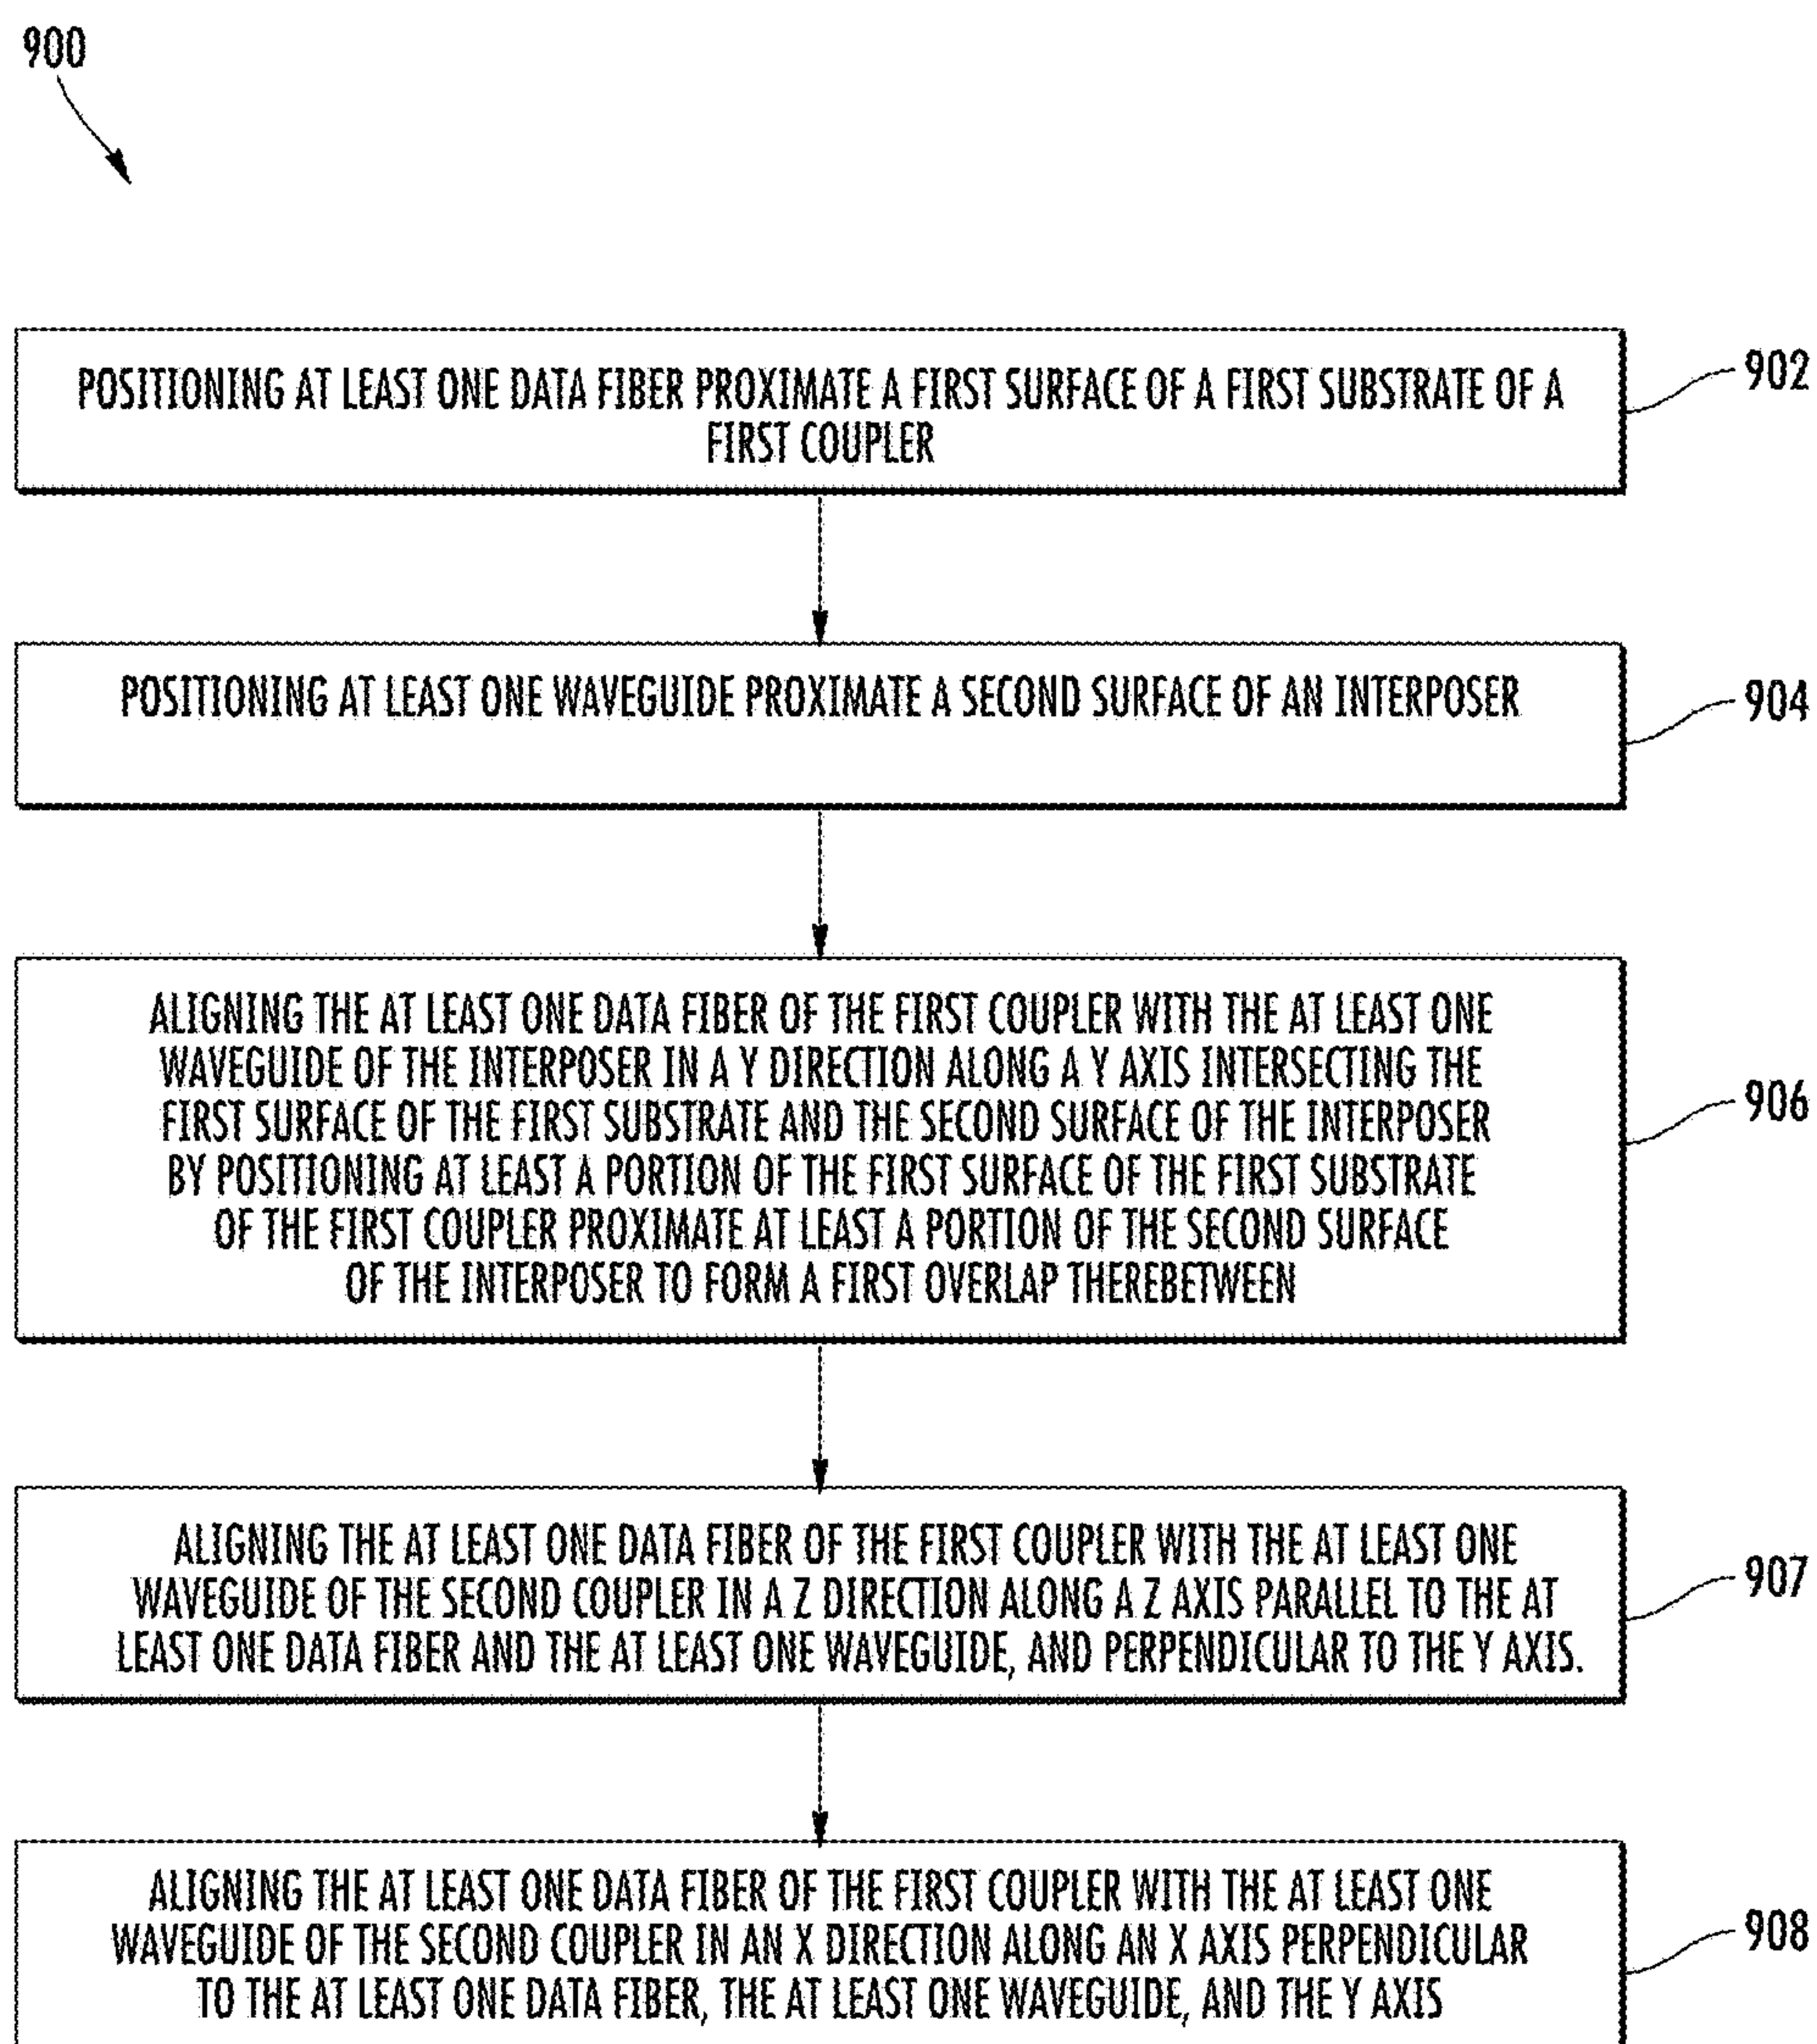 900
POSITIONING AT LEAST ONE DATA FIBER PROXIMATE A FIRST SURFACE OF A FIRST SUBSTRATE OF A
FIRST COUPLER
902
POSITIONING AT LEAST ONE WAVEGUIDE PROXIMATE A SECOND SURFACE OF AN INTERPOSER
904
ALIGNING THE AT LEAST ONE DATA FIBER OF THE FIRST COUPLER WITH THE AT LEAST ONE
WAVEGUIDE OF THE INTERPOSER IN A Y DIRECTION ALONG A Y AXIS INTERSECTING THE
FIRST SURFACE OF THE FIRST SUBSTRATE AND THE SECOND SURFACE OF THE INTERPOSER
BY POSITIONING AT LEAST A PORTION OF THE FIRST SURFACE OF THE FIRST SUBSTRATE
OF THE FIRST COUPLER PROXIMATE AT LEAST A PORTION OF THE SECOND SURFACE
OF THE INTERPOSER TO FORM A FIRST OVERLAP THEREBETWEEN
906
ALIGNING THE AT LEAST ONE DATA FIBER OF THE FIRST COUPLER WITH THE AT LEAST ONE
WAVEGUIDE OF THE SECOND COUPLER IN A Z DIRECTION ALONG A Z AXIS PARALLEL TO THE AT
LEAST ONE DATA FIBER AND THE AT LEAST ONE WAVEGUIDE, AND PERPENDICULAR TO THE Y AXIS.
907
ALIGNING THE AT LEAST ONE DATA FIBER OF THE FIRST COUPLER WITH THE AT LEAST ONE
WAVEGUIDE OF THE SECOND COUPLER IN AN X DIRECTION ALONG AN X AXIS PERPENDICULAR
TO THE AT LEAST ONE DATA FIBER, THE AT LEAST ONE WAVEGUIDE, AND THE Y AXIS
908